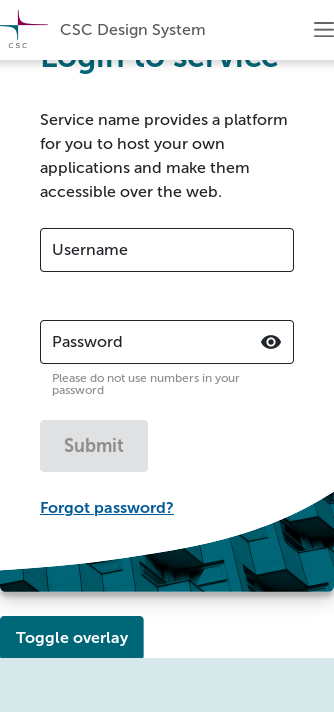 CSC
CSC Design System
Login to service
Service name provides a platform
for you to host your own
applications and make them
accessible over the web.
Username
Password
Please do not use numbers in your
password
Submit
Forgot password?
Toggle overlay